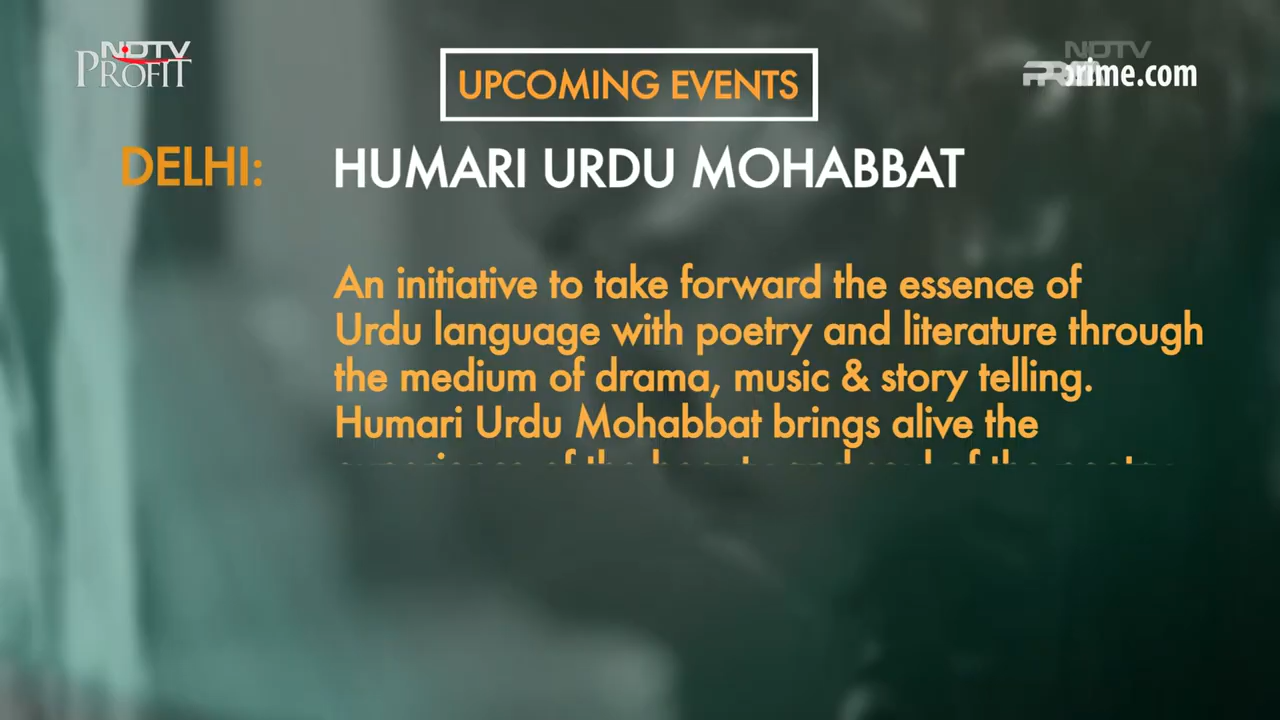 NDTV
PROFIT
UPCOMING EVENTS
NDTV
prime.com
DELHI:
HUMARI URDU MOHABBAT
An initiative to take forward the essence of
Urdu language with poetry and literature through
the medium of drama, music & story telling.
Humari Urdu Mohabbat brings alive the